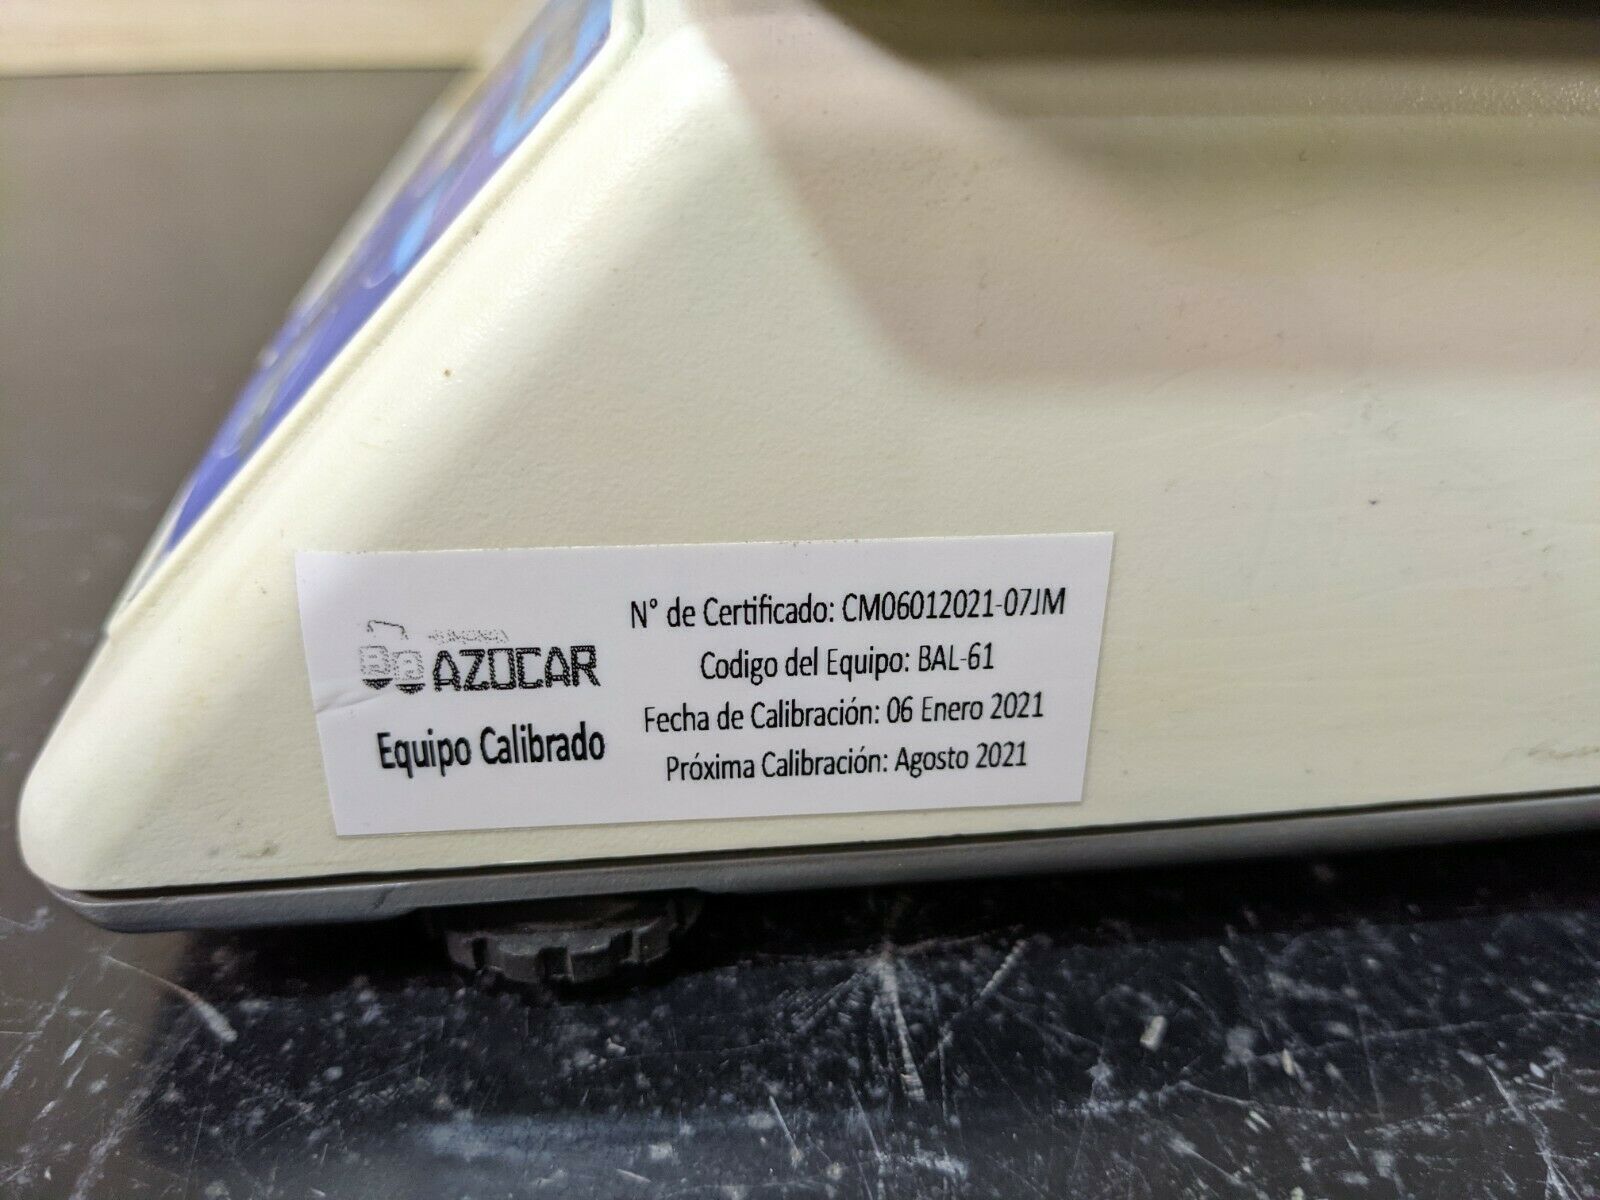 AZUCAR
Equipo Calibrado
N° de Certificado: CM06012021-07JM
Codigo del Equipo: BAL-61
Fecha de Calibración: 06 Enero 2021
Próxima Calibración: Agosto 2021